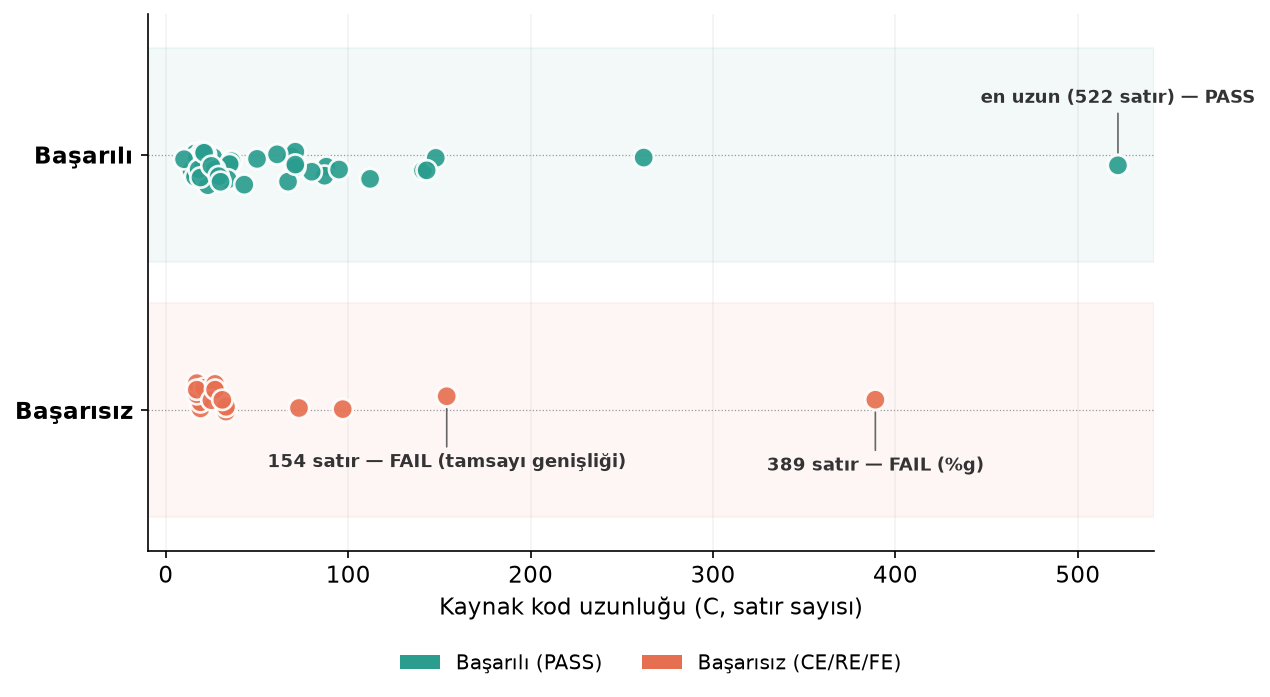 en uzun (522 satır) — PASS
Başarılı
Başarısız
154 satır — FAIL (tamsayı genişliği)
389 satır — FAIL (%g)
0 100 200 300 400 500
Kaynak kod uzunluğu (C, satır sayısı)
Başarılı (PASS) Başarısız (CE/RE/FE)